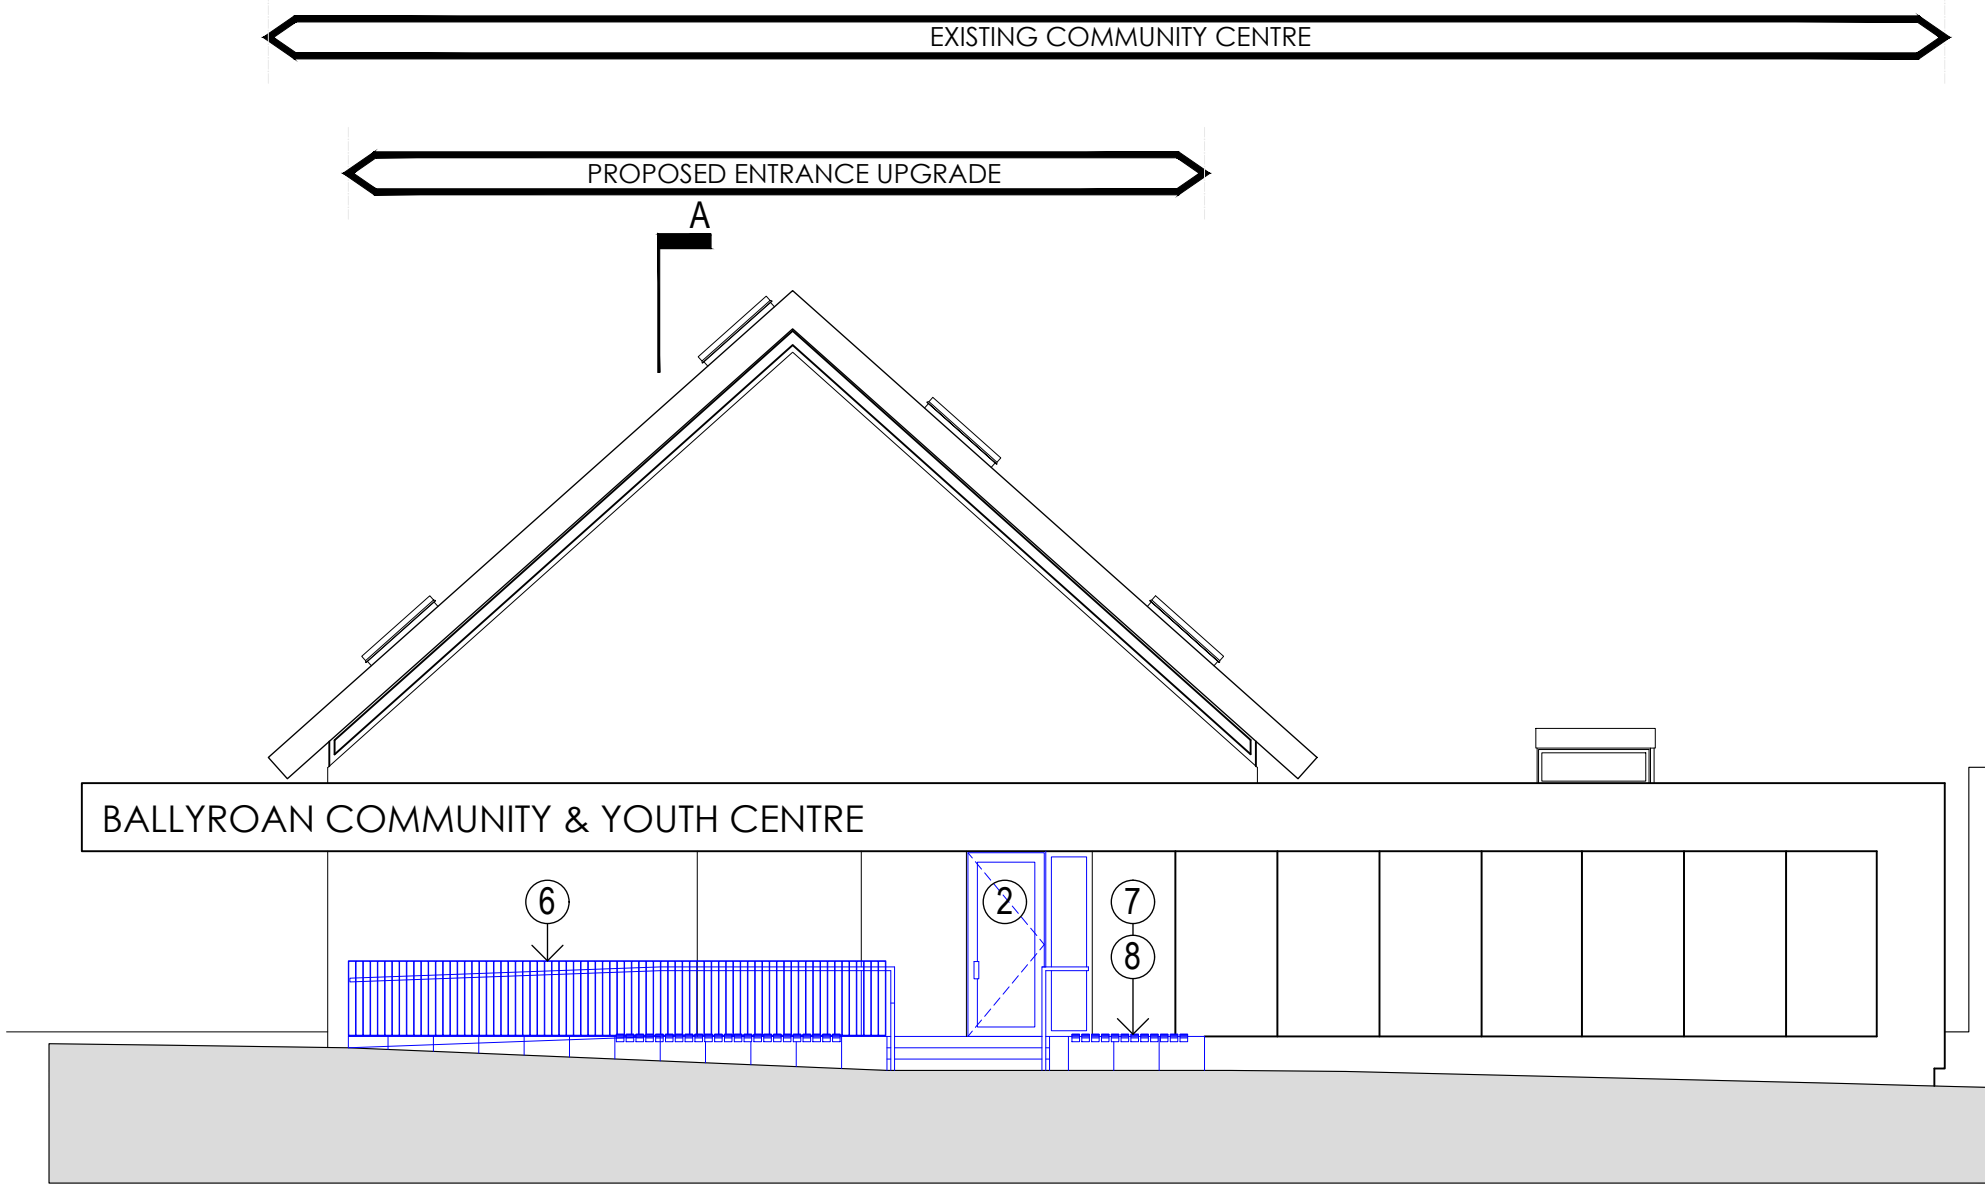 EXISTING COMMUNITY CENTRE
PROPOSED ENTRANCE UPGRADE
A
BALLYROAN COMMUNITY & YOUTH CENTRE
6
2
7
8